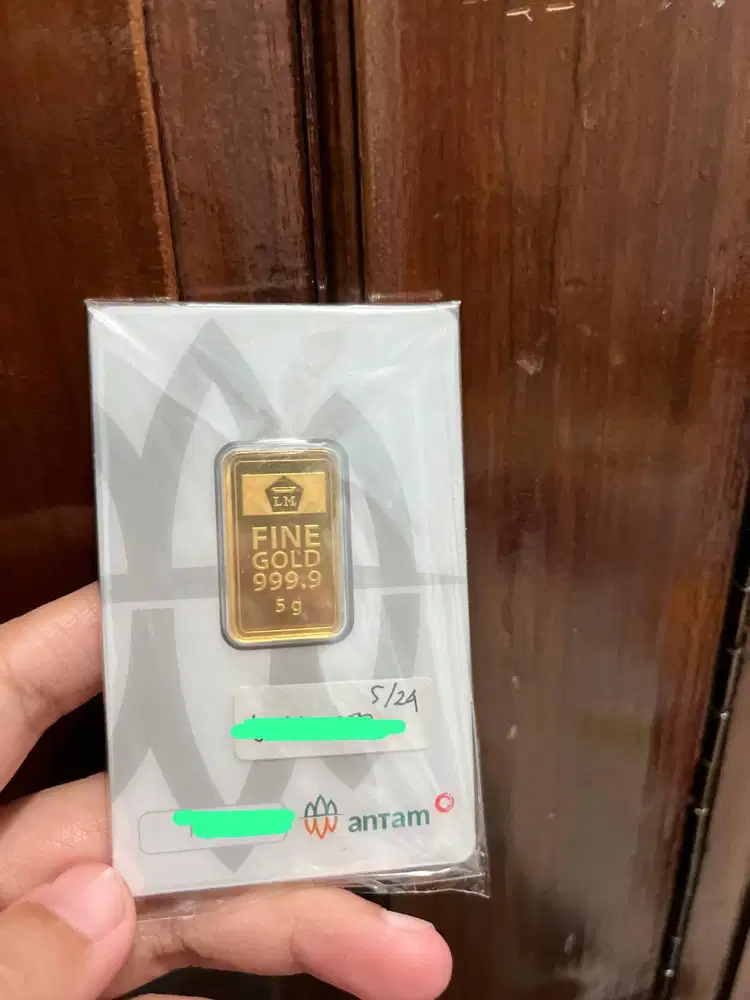 LM
FINE
GOLD
999.9
5 g
5/24
antam